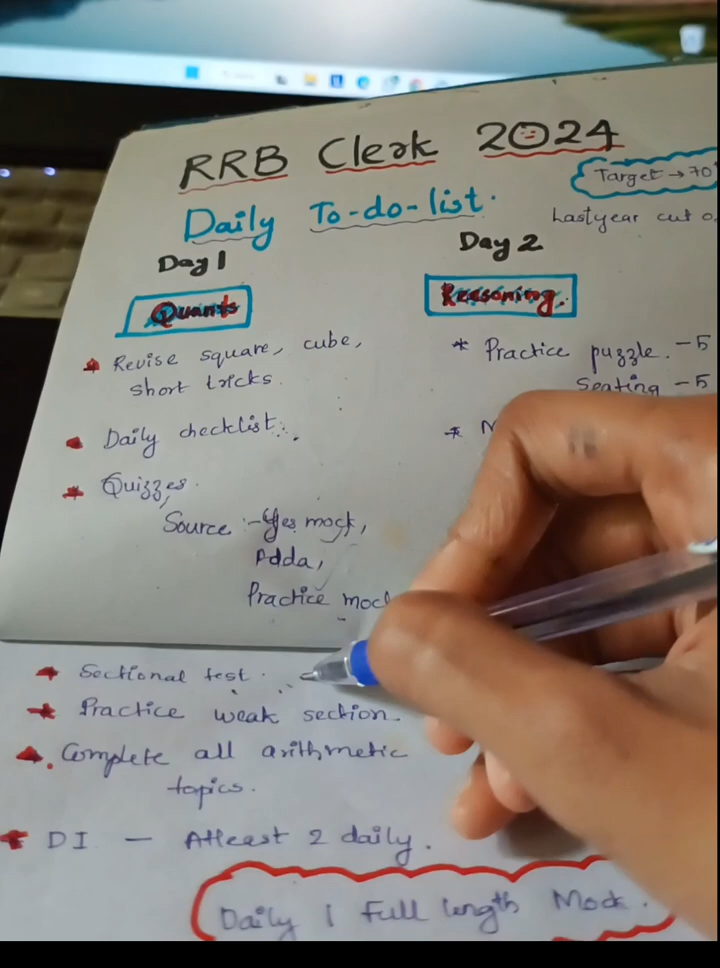 RRB Clerk 2024
Target → 70
Daily To-do-list.
Lastyear cut o
Day 1
Day 2
Quants
Reasoning.
* Revise square, cube,
short tricks.
* Practice puzzle. - 5
Seating - 5
* Daily checklist:.
* Quizzes.
Source :- Yes mock,
Adda,
Practice mock
* Sectional test.
* Practice weak section.
* Complete all arithmetic
topics.
* DI - Atleast 2 daily.
Daily 1 Full length Mock.